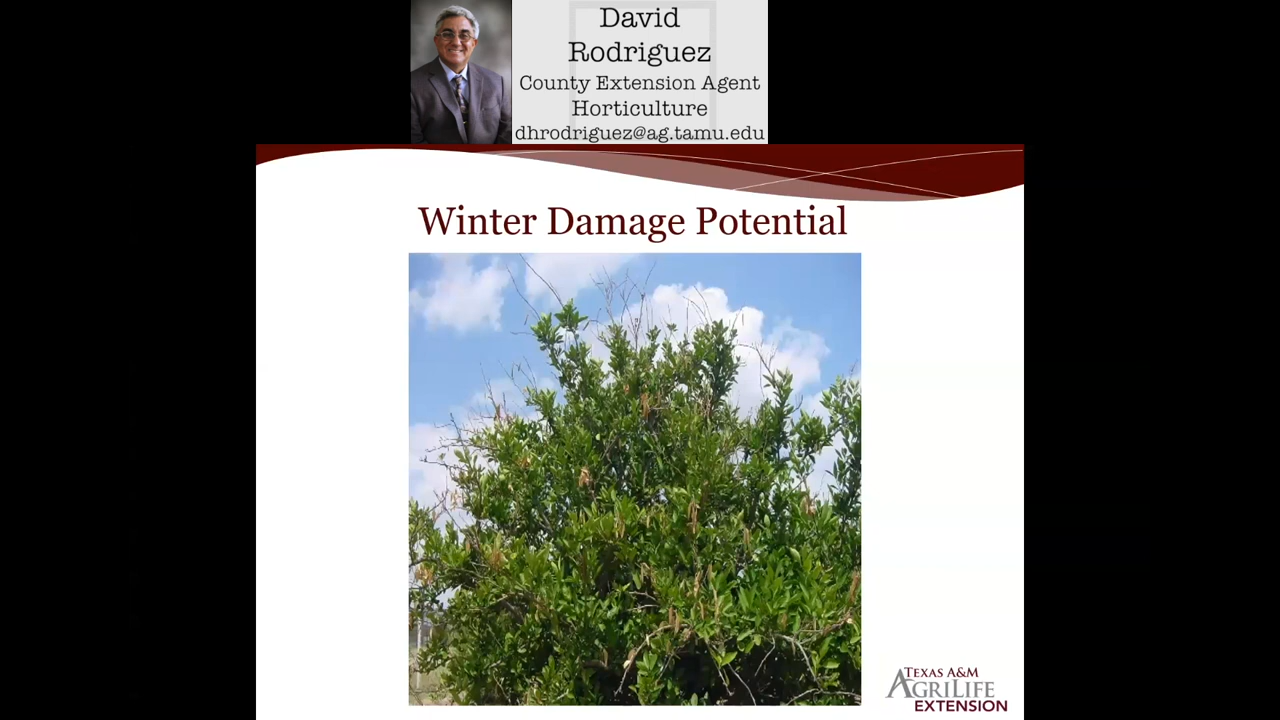 David
Rodriguez
County Extension Agent
Horticulture
dhrodriguez@ag.tamu.edu
Winter Damage Potential
TEXAS A&M
AGRILIFE
EXTENSION